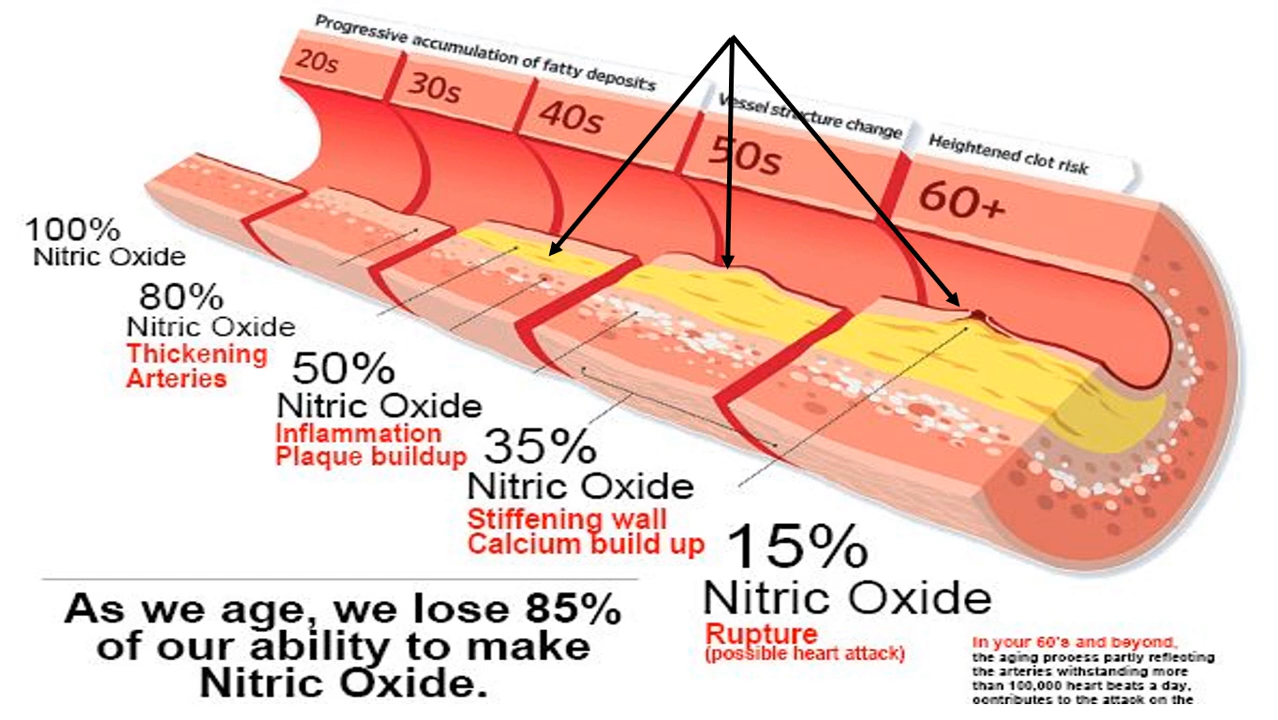 Progressive accumulation of fatty deposits
Vessel structure change
Heightened clot risk
20s
30s
40s
50s
60+
100%
Nitric Oxide
80%
Nitric Oxide
Thickening
Arteries
50%
Nitric Oxide
Inflammation
Plaque buildup
35%
Nitric Oxide
Stiffening wall
Calcium build up
15%
Nitric Oxide
Rupture
(possible heart attack)
As we age, we lose 85%
of our ability to make
Nitric Oxide.
In your 60's and beyond,
the aging process partly reflecting
the arteries withstanding more
than 100,000 heart beats a day,
contributes to the attack on the